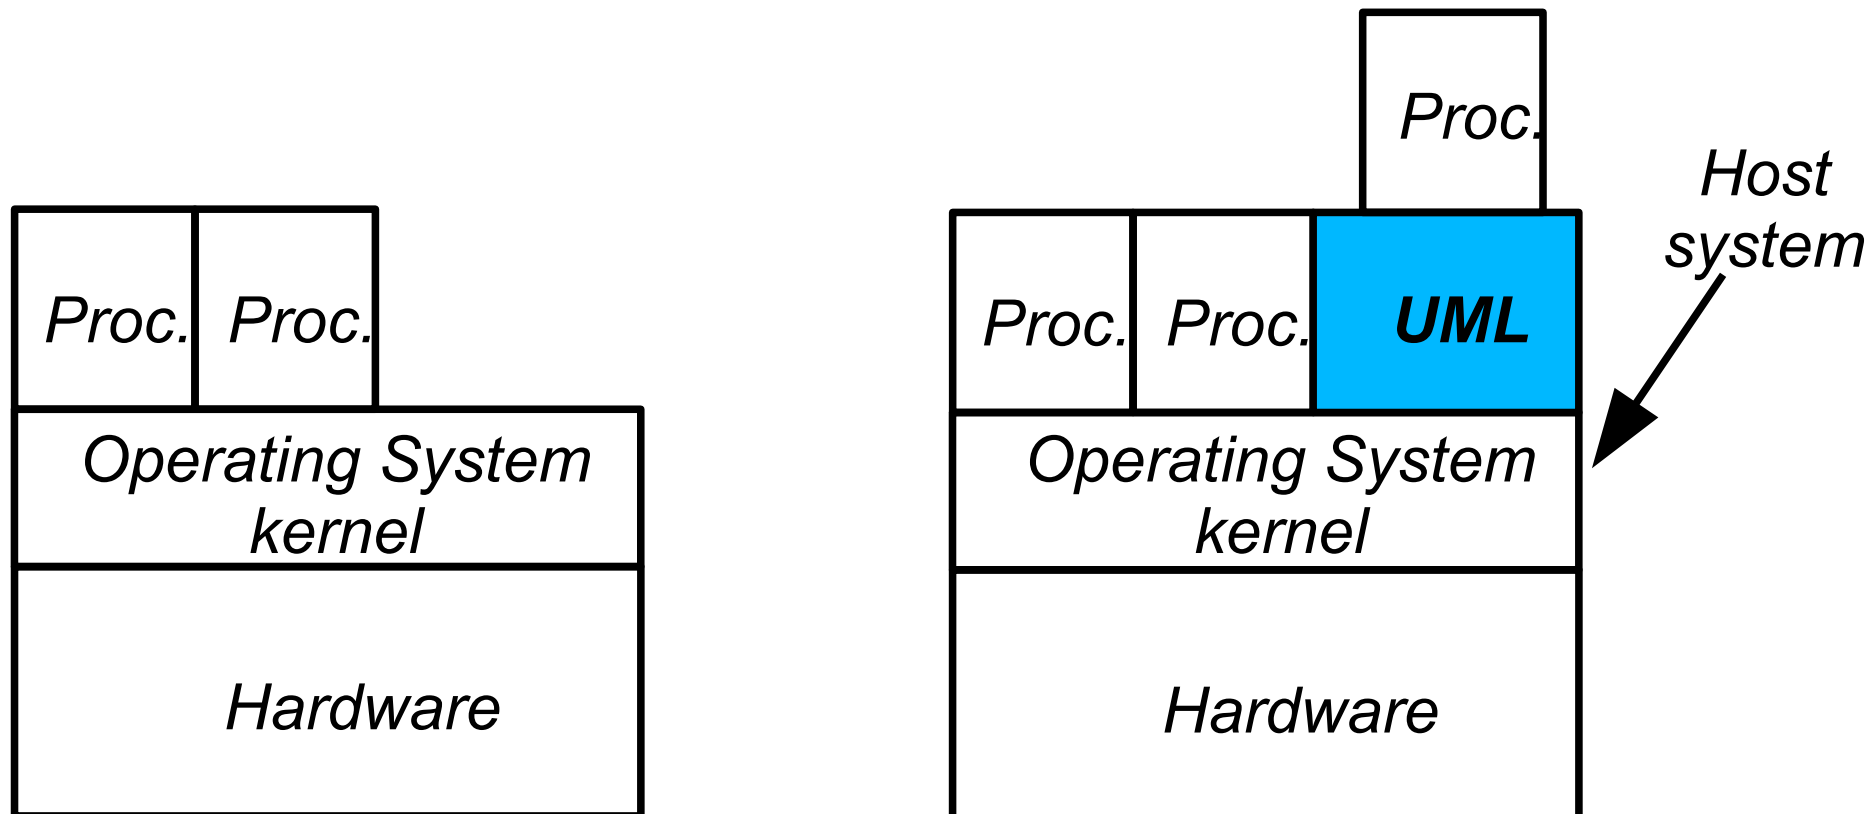 Proc. Proc.
Operating System
kernel
Hardware
Proc.
Host
system
Proc. Proc. UML
Operating System
kernel
Hardware